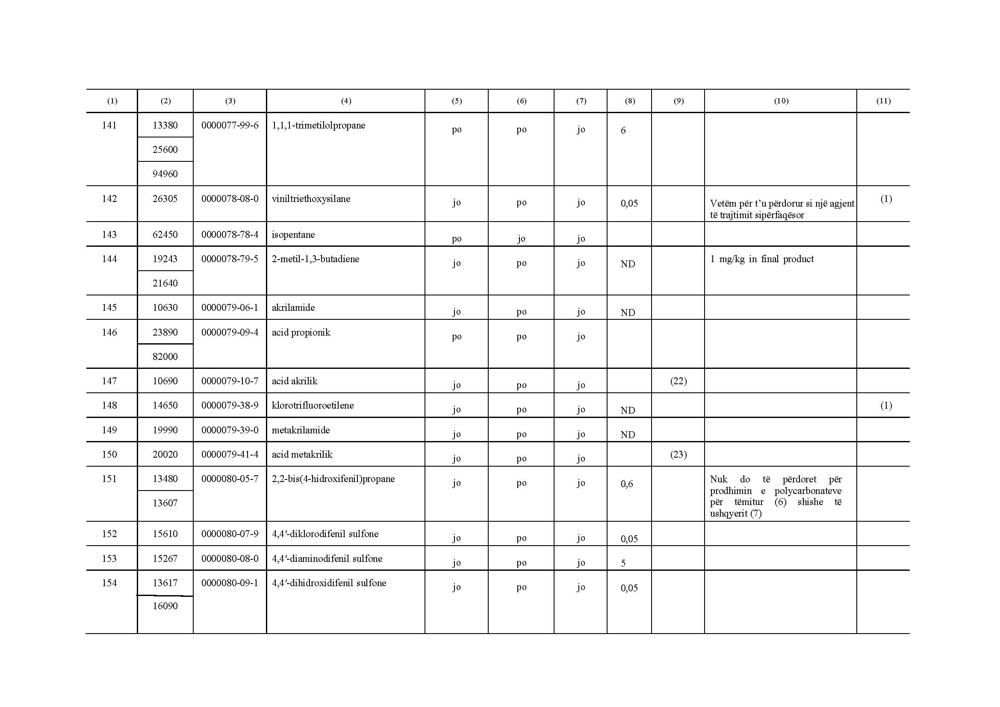 (1) (2) (3) (4) (5) (6) (7) (8) (9) (10) (11)
141 13380 0000077-99-6 1,1,1-trimetilolpropane po po jo 6
25600
94960
142 26305 0000078-08-0 viniltriethoxysilane jo po jo 0,05 Vetëm për t’u përdorur si një agjent (1)
të trajtimit sipërfaqësor
143 62450 0000078-78-4 isopentane po jo jo
144 19243 0000078-79-5 2-metil-1,3-butadiene jo po jo ND 1 mg/kg in final product
21640
145 10630 0000079-06-1 akrilamide jo po jo ND
146 23890 0000079-09-4 acid propionik po po jo
82000
147 10690 0000079-10-7 acid akrilik jo po jo (22)
148 14650 0000079-38-9 klorotrifluoroetilene jo po jo ND (1)
149 19990 0000079-39-0 metakrilamide jo po jo ND
150 20020 0000079-41-4 acid metakrilik jo po jo (23)
151 13480 0000080-05-7 2,2-bis(4-hidroxifenil)propane jo po jo 0,6 Nuk do të përdoret për
prodhimin e polycarbonateve
13607 për tëmitur (6) shishe të
ushqyerit (7)
152 15610 0000080-07-9 4,4′-diklorodifenil sulfone jo po jo 0,05
153 15267 0000080-08-0 4,4′-diaminodifenil sulfone jo po jo 5
154 13617 0000080-09-1 4,4′-dihidroxidifenil sulfone jo po jo 0,05
16090